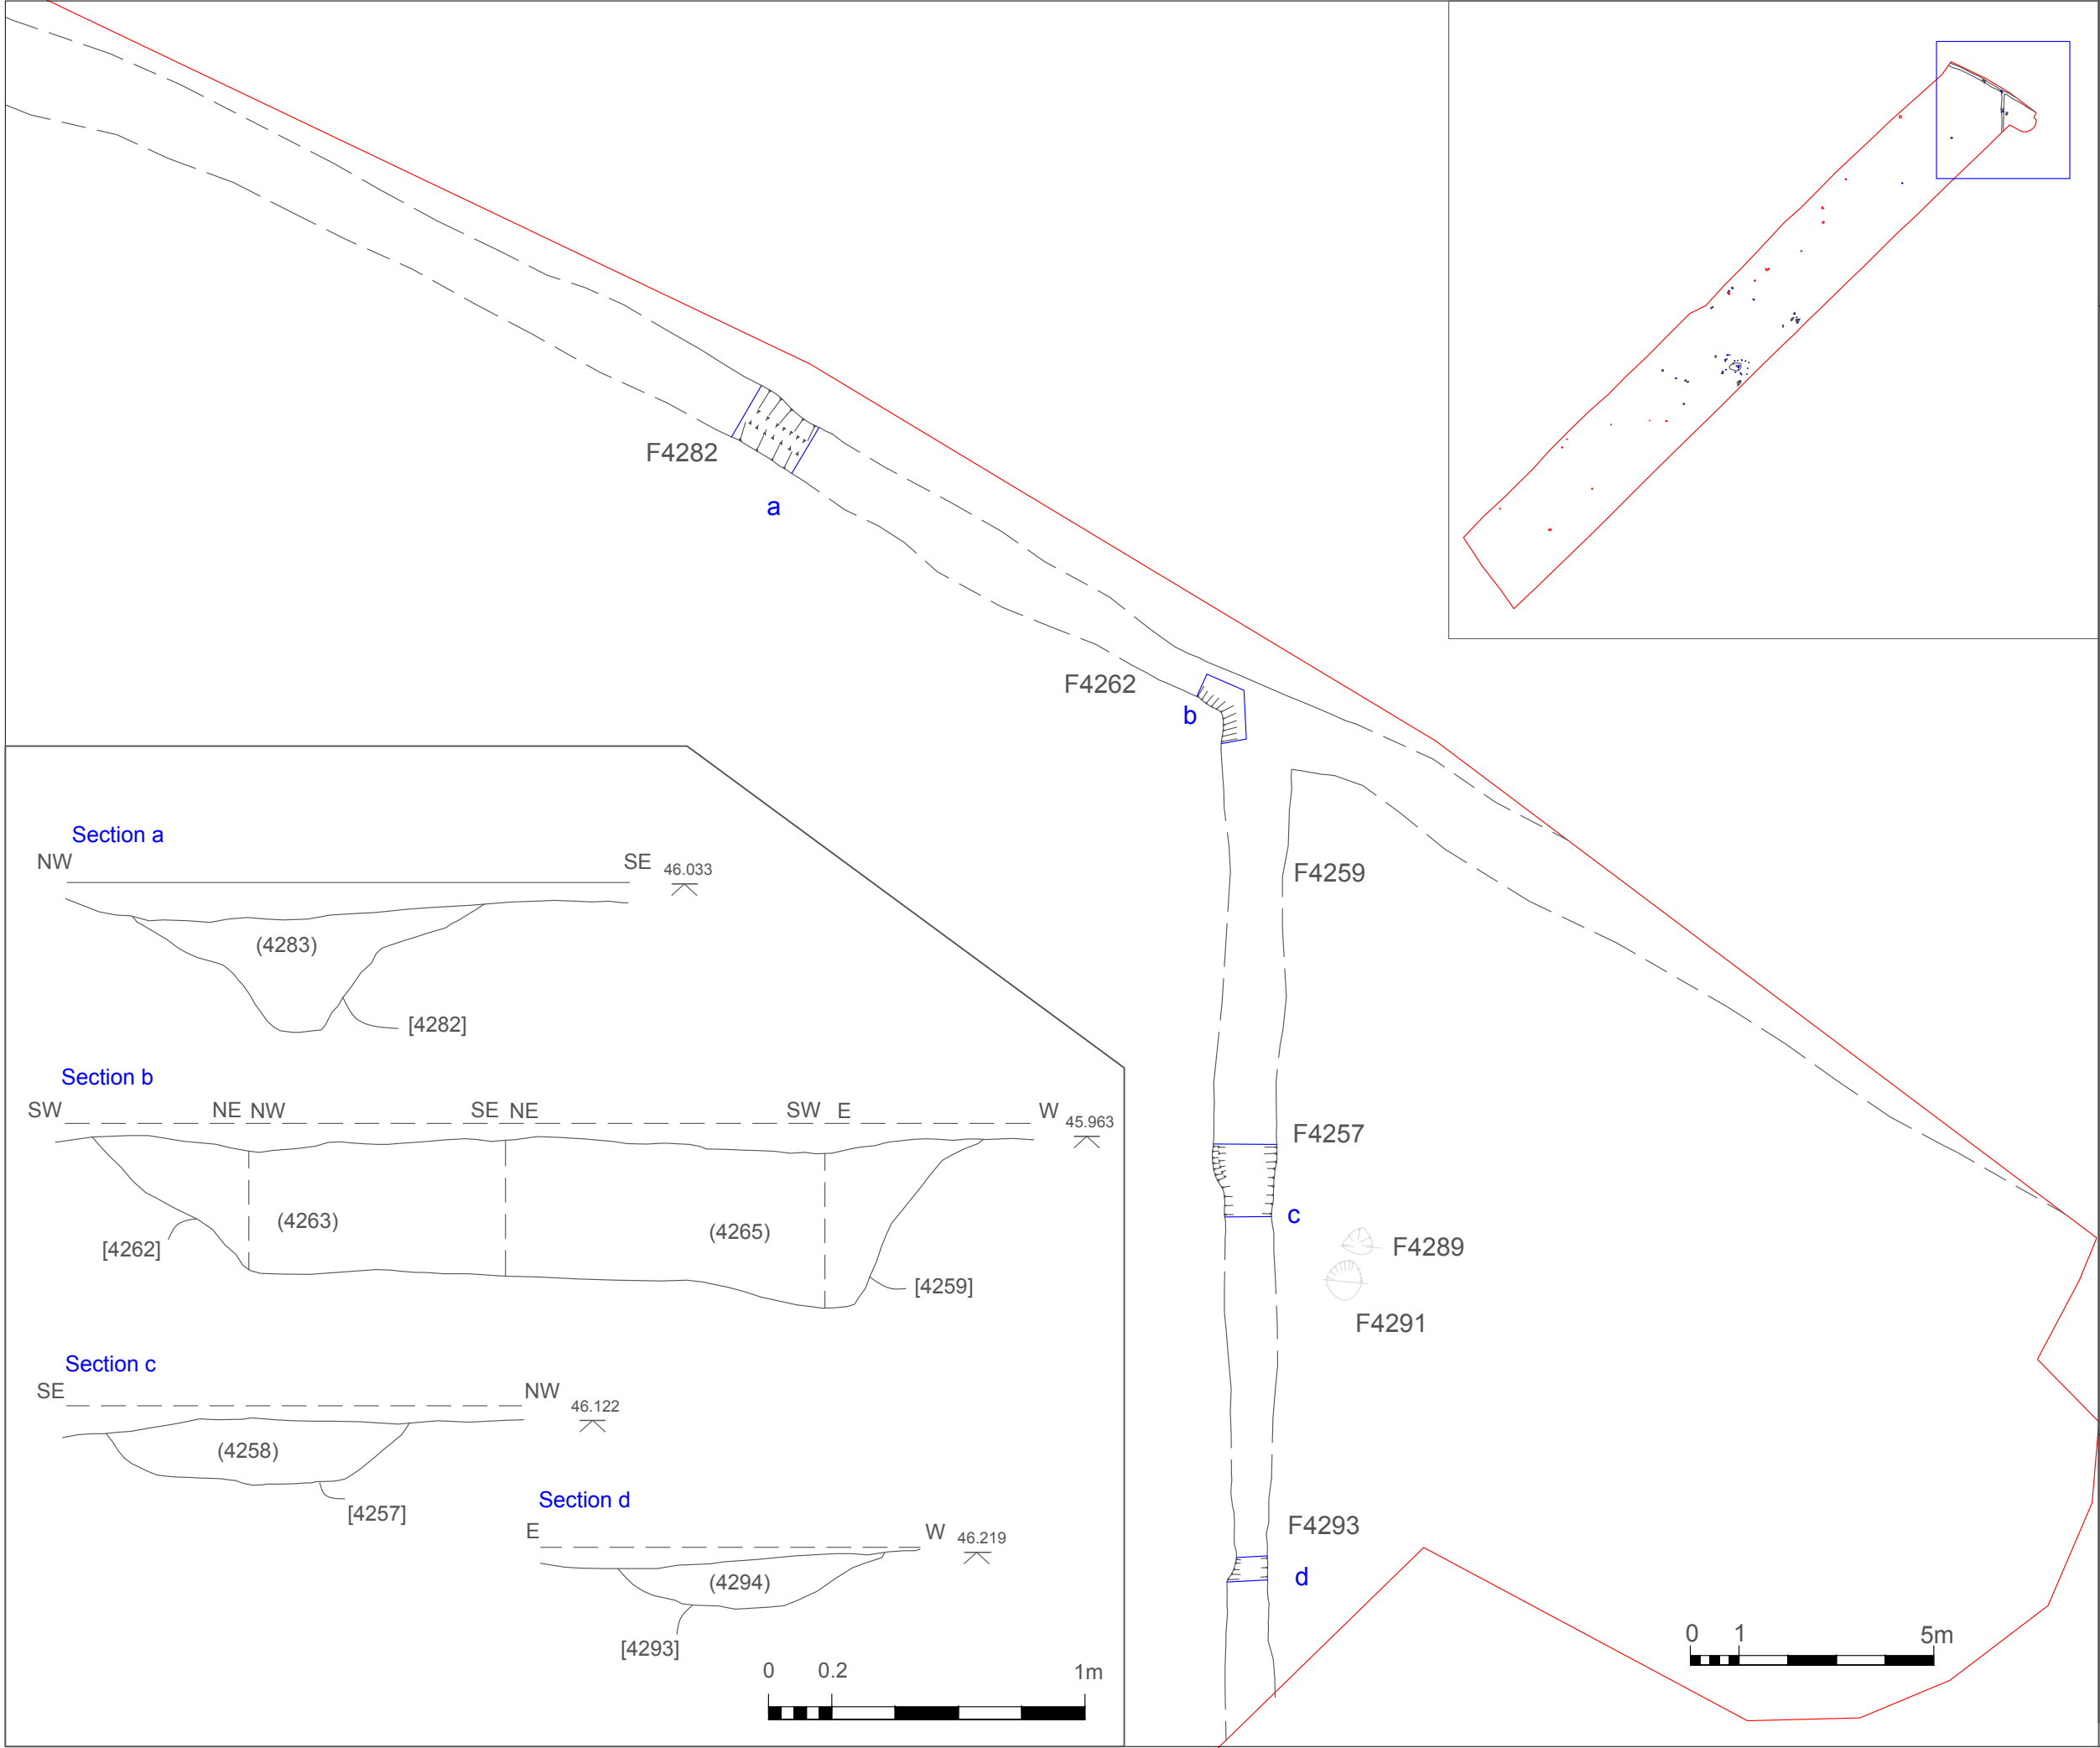 F4282
a
F4262
b
F4259
F4257
c
F4289
F4291
F4293
d
0 1 5m
Section a
NW SE 46.033
(4283)
[4282]
Section b
SW NE NW SE NE SW E W 45.963
(4263) (4265)
[4262] [4259]
Section c
SE NW 46.122
(4258)
[4257]
Section d
E W 46.219
(4294)
[4293]
0 0.2 1m